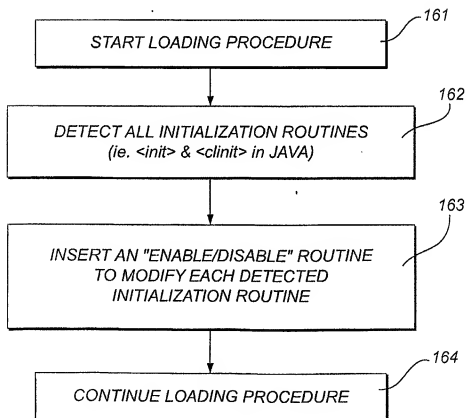 161
START LOADING PROCEDURE
162
DETECT ALL INITIALIZATION ROUTINES
(ie. <init> & <clinit> in JAVA)
163
INSERT AN "ENABLE/DISABLE" ROUTINE
TO MODIFY EACH DETECTED
INITIALIZATION ROUTINE
164
CONTINUE LOADING PROCEDURE